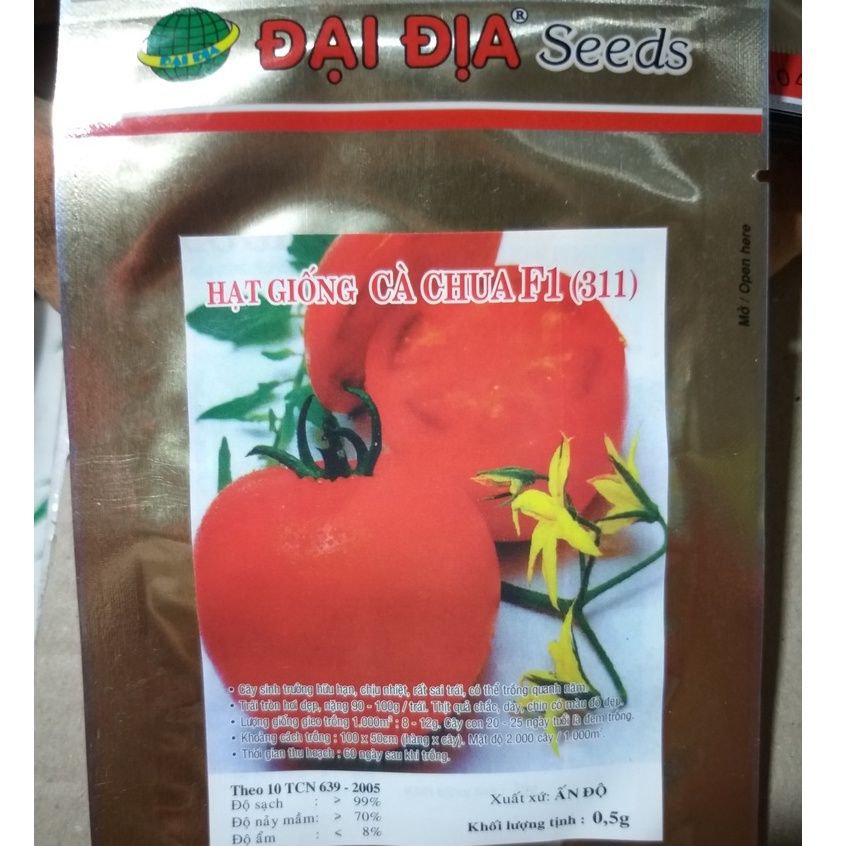 ĐẠI ĐỊA® Seeds
ĐẠI ĐỊA
04
Mở / Open here
HẠT GIỐNG CÀ CHUA F1 (311)
• Cây sinh trưởng hữu hạn, chịu nhiệt, rất sai trái, có thể trồng quanh năm.
• Trái tròn hơi dẹp, nặng 90 - 100g / trái. Thịt quả chắc, dày, chín có màu đỏ đẹp.
• Lượng giống gieo trồng 1.000m² : 8 - 12g. Cây con 20 - 25 ngày tuổi là đem trồng.
• Khoảng cách trồng : 100 x 50cm (hàng x cây). Mật độ 2.000 cây / 1.000m².
• Thời gian thu hoạch : 60 ngày sau khi trồng.
Theo 10 TCN 639 - 2005
Độ sạch : > 99%
Độ nảy mầm: > 70%
Độ ẩm : < 8%
Xuất xứ: ẤN ĐỘ
Khối lượng tịnh : 0,5g